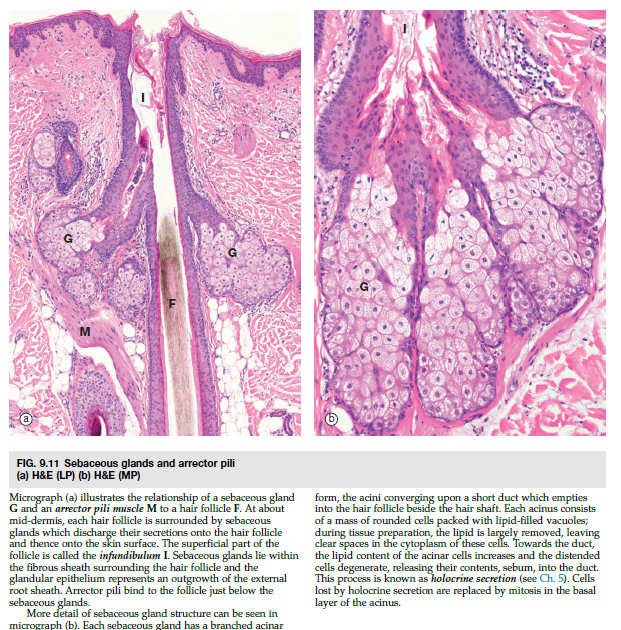 I
I
G
G
G
F
M
a
b
FIG. 9.11 Sebaceous glands and arrector pili
(a) H&E (LP) (b) H&E (MP)
Micrograph (a) illustrates the relationship of a sebaceous gland
G and an arrector pili muscle M to a hair follicle F. At about
mid-dermis, each hair follicle is surrounded by sebaceous
glands which discharge their secretions onto the hair follicle
and thence onto the skin surface. The superficial part of the
follicle is called the infundibulum I. Sebaceous glands lie within
the fibrous sheath surrounding the hair follicle and the
glandular epithelium represents an outgrowth of the external
root sheath. Arrector pili bind to the follicle just below the
sebaceous glands.
More detail of sebaceous gland structure can be seen in
micrograph (b). Each sebaceous gland has a branched acinar
form, the acini converging upon a short duct which empties
into the hair follicle beside the hair shaft. Each acinus consists
of a mass of rounded cells packed with lipid-filled vacuoles;
during tissue preparation, the lipid is largely removed, leaving
clear spaces in the cytoplasm of these cells. Towards the duct,
the lipid content of the acinar cells increases and the distended
cells degenerate, releasing their contents, sebum, into the duct.
This process is known as holocrine secretion (see Ch. 5). Cells
lost by holocrine secretion are replaced by mitosis in the basal
layer of the acinus.